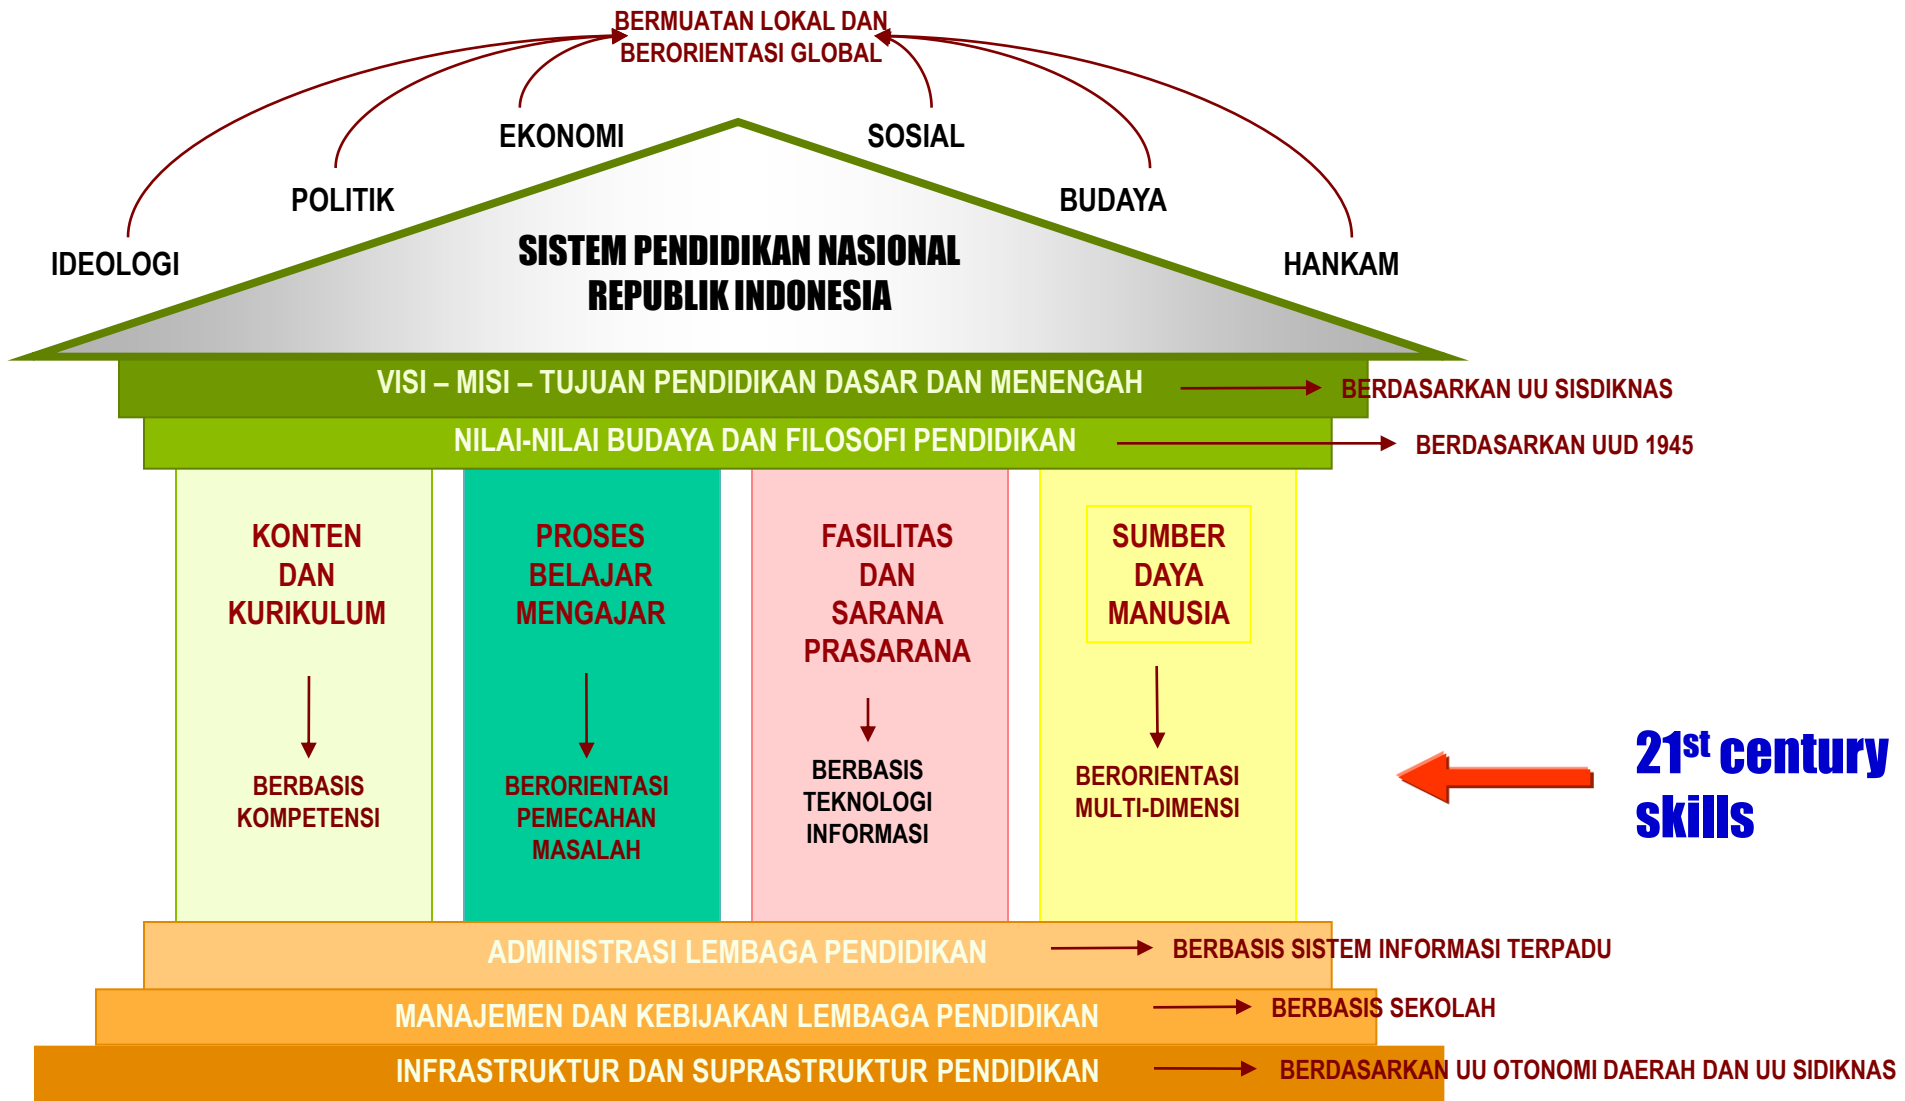 BERMUATAN LOKAL DAN
BERORIENTASI GLOBAL
EKONOMI
SOSIAL
POLITIK
BUDAYA
IDEOLOGI
HANKAM
SISTEM PENDIDIKAN NASIONAL
REPUBLIK INDONESIA
VISI – MISI – TUJUAN PENDIDIKAN DASAR DAN MENENGAH
BERDASARKAN UU SISDIKNAS
NILAI-NILAI BUDAYA DAN FILOSOFI PENDIDIKAN
BERDASARKAN UUD 1945
KONTEN
DAN
KURIKULUM
BERBASIS
KOMPETENSI
PROSES
BELAJAR
MENGAJAR
BERORIENTASI
PEMECAHAN
MASALAH
FASILITAS
DAN
SARANA
PRASARANA
BERBASIS
TEKNOLOGI
INFORMASI
SUMBER
DAYA
MANUSIA
BERORIENTASI
MULTI-DIMENSI
21st century
skills
ADMINISTRASI LEMBAGA PENDIDIKAN
BERBASIS SISTEM INFORMASI TERPADU
MANAJEMEN DAN KEBIJAKAN LEMBAGA PENDIDIKAN
BERBASIS SEKOLAH
INFRASTRUKTUR DAN SUPRASTRUKTUR PENDIDIKAN
BERDASARKAN UU OTONOMI DAERAH DAN UU SIDIKNAS